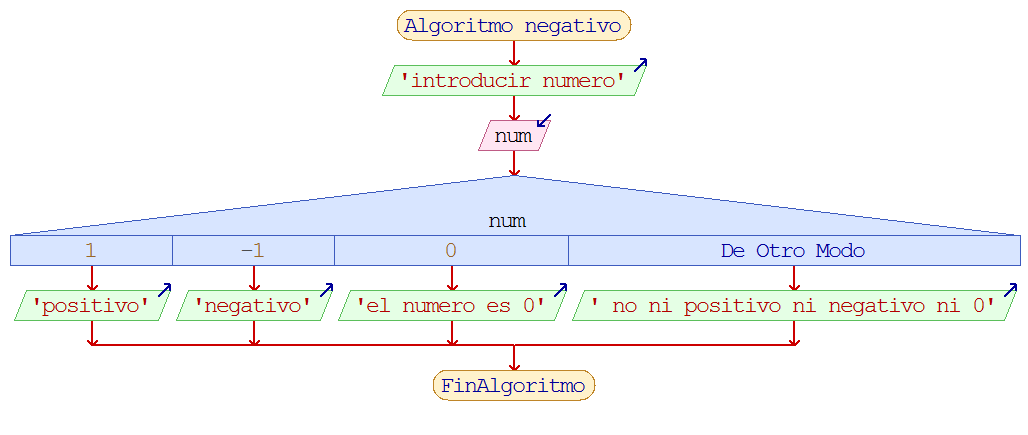 Algoritmo negativo
'introducir numero'
num
num
1 -1 0 De Otro Modo
'positivo' 'negativo' 'el numero es 0' ' no ni positivo ni negativo ni 0'
FinAlgoritmo